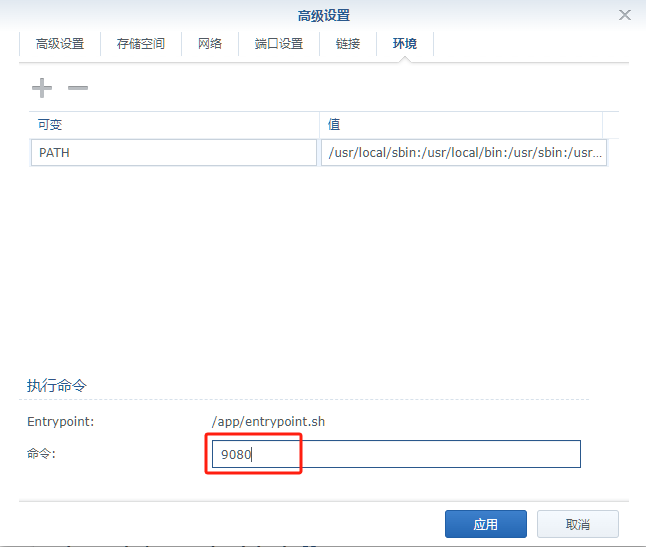 高级设置
高级设置 存储空间 网络 端口设置 链接 环境
可变 值
PATH /usr/local/sbin:/usr/local/bin:/usr/sbin:/usr...
执行命令
Entrypoint: /app/entrypoint.sh
命令: 9080
应用 取消